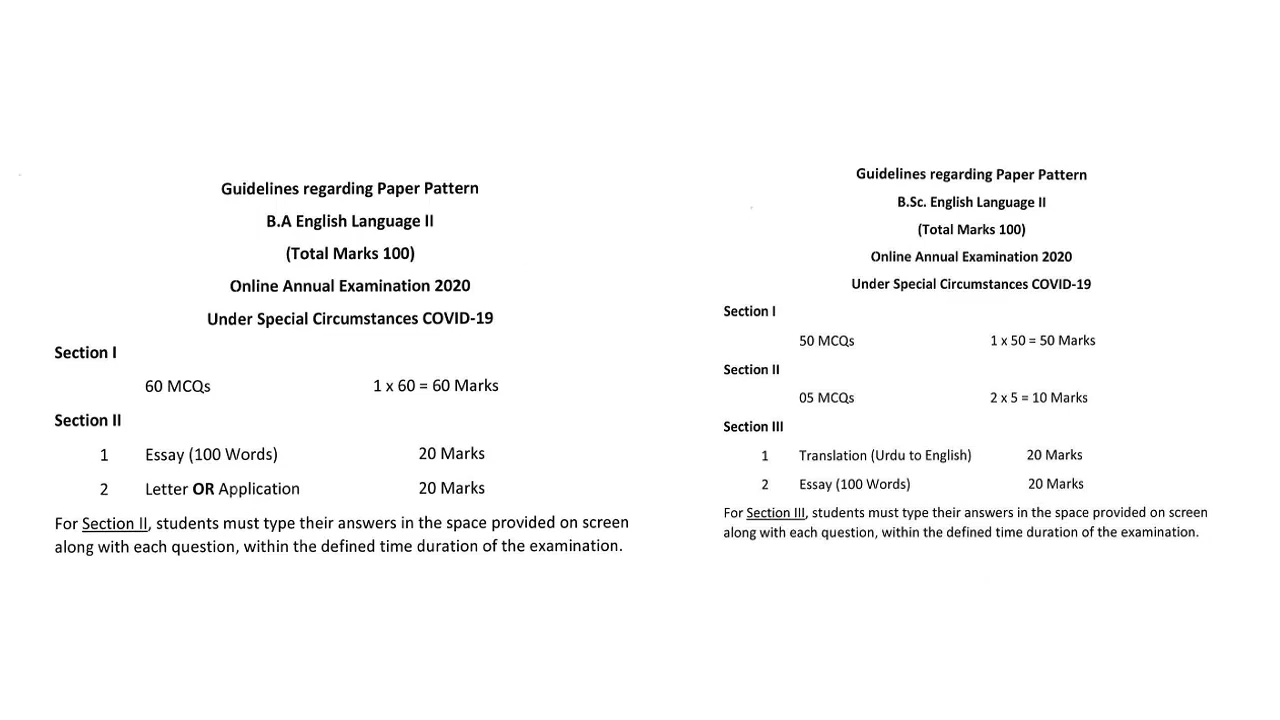 Guidelines regarding Paper Pattern
B.A English Language II
(Total Marks 100)
Online Annual Examination 2020
Under Special Circumstances COVID-19
Section I
60 MCQs 1 x 60 = 60 Marks
Section II
1 Essay (100 Words) 20 Marks
2 Letter OR Application 20 Marks
For Section II, students must type their answers in the space provided on screen
along with each question, within the defined time duration of the examination.
Guidelines regarding Paper Pattern
B.Sc. English Language II
(Total Marks 100)
Online Annual Examination 2020
Under Special Circumstances COVID-19
Section I
50 MCQs 1 x 50 = 50 Marks
Section II
05 MCQs 2 x 5 = 10 Marks
Section III
1 Translation (Urdu to English) 20 Marks
2 Essay (100 Words) 20 Marks
For Section III, students must type their answers in the space provided on screen
along with each question, within the defined time duration of the examination.